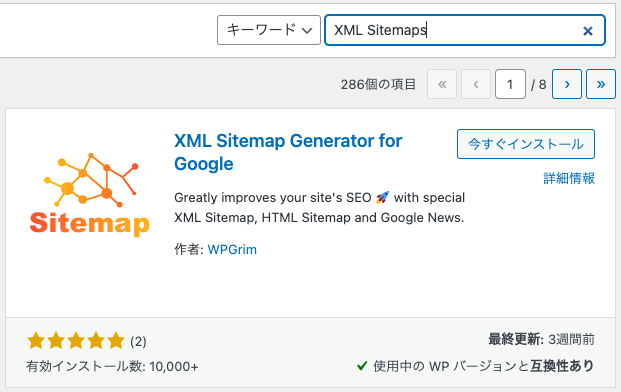 キーワード XML Sitemaps
286個の項目 « ‹ 1 / 8 › »
XML Sitemap Generator for
Google
今すぐインストール
詳細情報
Greatly improves your site's SEO 🚀 with special
XML Sitemap, HTML Sitemap and Google News.
Sitemap
作者: WPGrim
(2)
最終更新: 3週間前
有効インストール数: 10,000+
使用中の WP バージョンと互換性あり